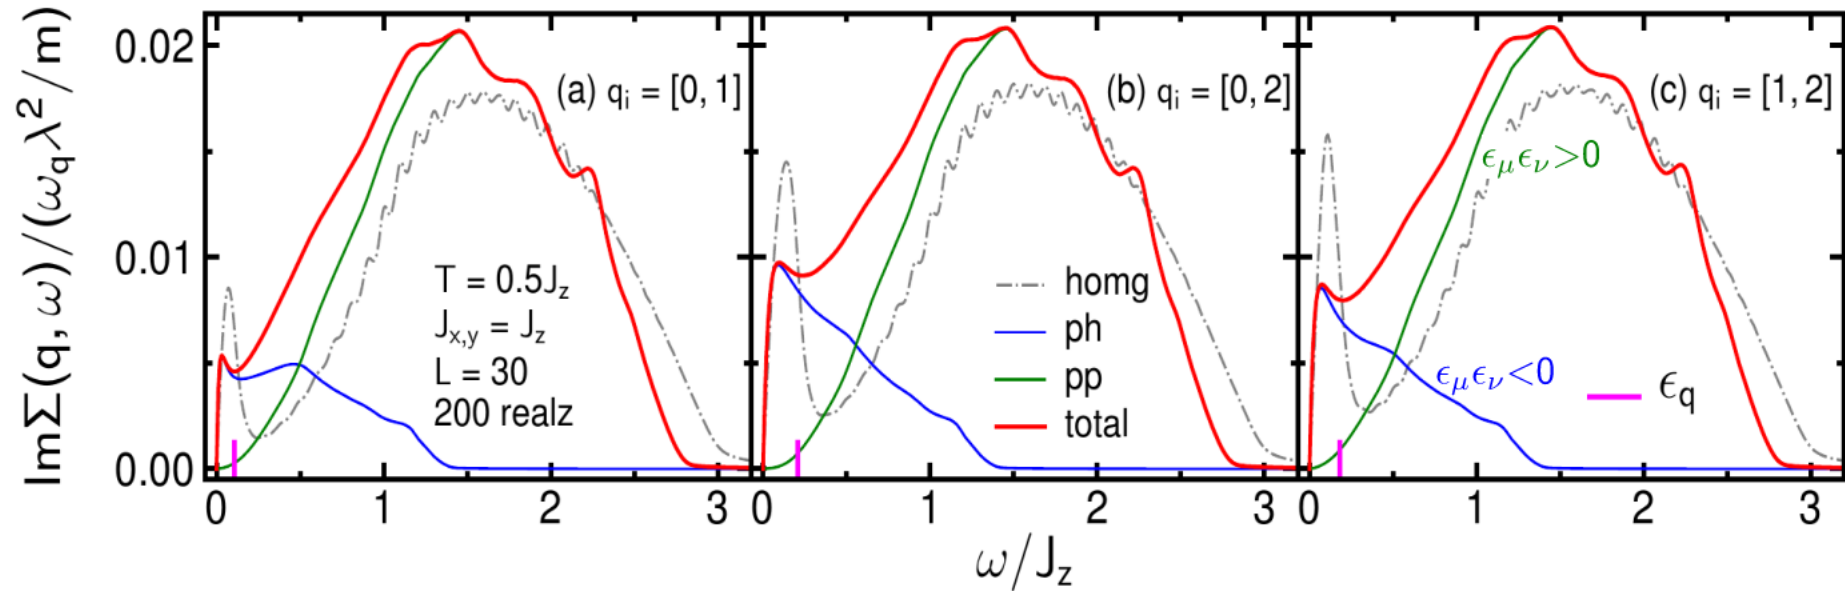 ImΣ(q, ω)/(ω_q λ²/m)
0.02
0.01
0.00
(a) q_i = [0, 1]
T = 0.5J_z
J_x,y = J_z
L = 30
200 realz
0 1 2 3
(b) q_i = [0, 2]
homg
ph
pp
total
0 1 2 3
(c) q_i = [1, 2]
ϵ_μ ϵ_ν >0
ϵ_μ ϵ_ν <0
ϵ_q
0 1 2 3
ω/J_z